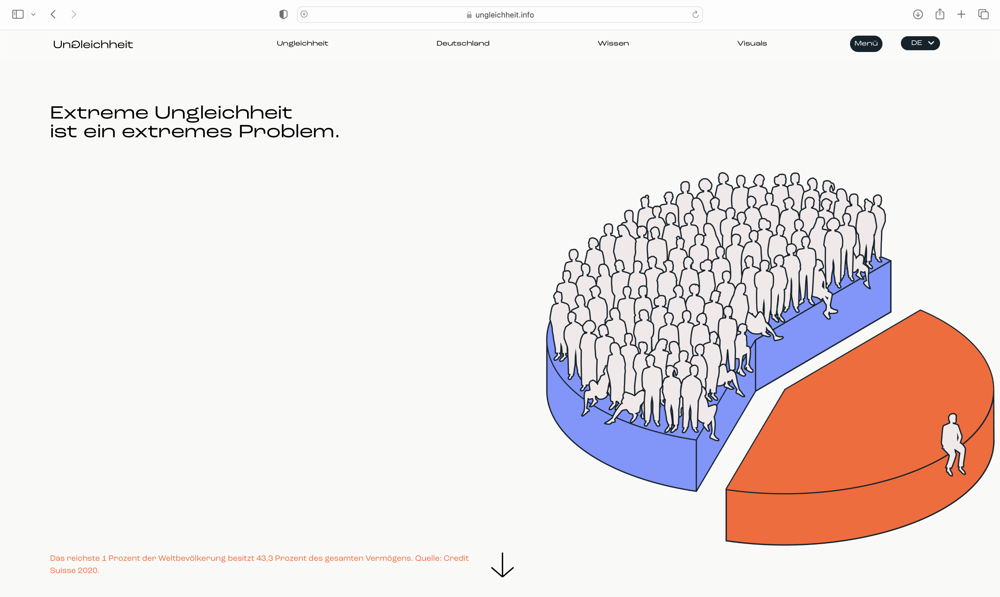 ungleichheit.info
Ungleichheit
Ungleichheit
Deutschland
Wissen
Visuals
Menü
DE
Extreme Ungleichheit
ist ein extremes Problem.
Das reichste 1 Prozent der Weltbevölkerung besitzt 43,3 Prozent des gesamten Vermögens. Quelle: Credit
Suisse 2020.